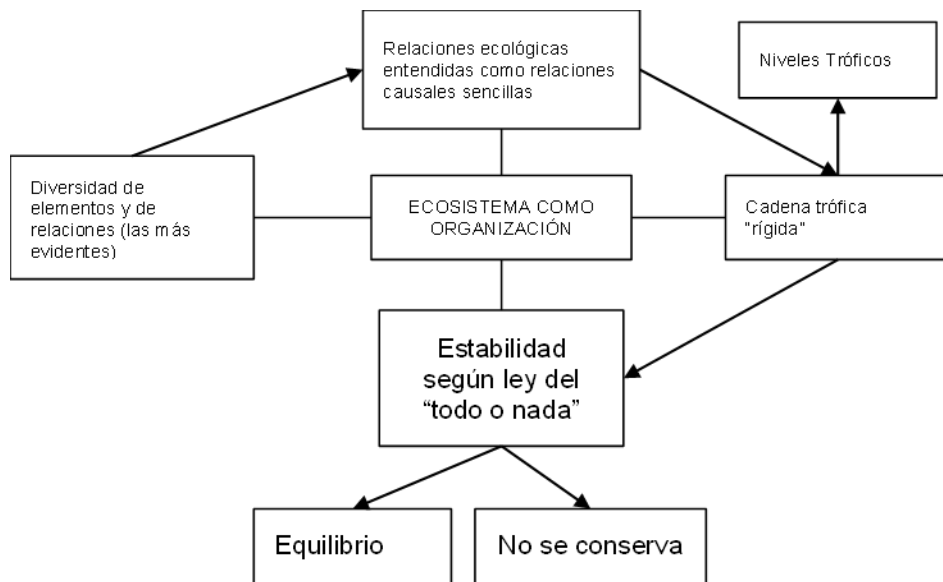 Relaciones ecológicas
entendidas como relaciones
causales sencillas
Niveles Tróficos
Diversidad de
elementos y de
relaciones (las más
evidentes)
ECOSISTEMA COMO
ORGANIZACIÓN
Cadena trófica
“rígida”
Estabilidad
según ley del
“todo o nada”
Equilibrio
No se conserva